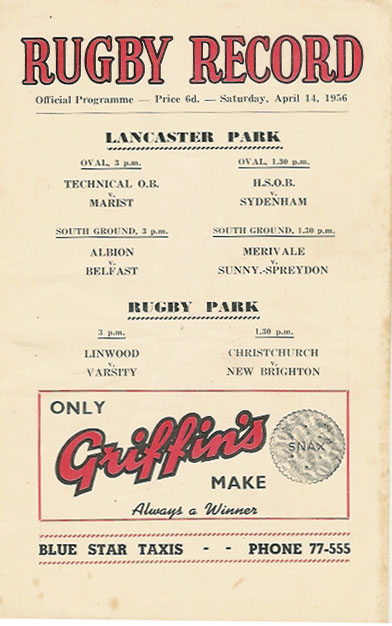 RUGBY RECORD
Official Programme — Price 6d. — Saturday, April 14, 1956
LANCASTER PARK
OVAL, 3 p.m.
TECHNICAL O.B.
v.
MARIST
OVAL, 1.30 p.m.
H.S.O.B.
v.
SYDENHAM
SOUTH GROUND, 3 p.m.
ALBION
v.
BELFAST
SOUTH GROUND, 1.30 p.m.
MERIVALE
v.
SUNNY.-SPREYDON
RUGBY PARK
3 p.m.
LINWOOD
v.
VARSITY
1.30 p.m.
CHRISTCHURCH
v.
NEW BRIGHTON
ONLY
Griffin's
SNAX
MAKE
Always a Winner
BLUE STAR TAXIS - - PHONE 77-555